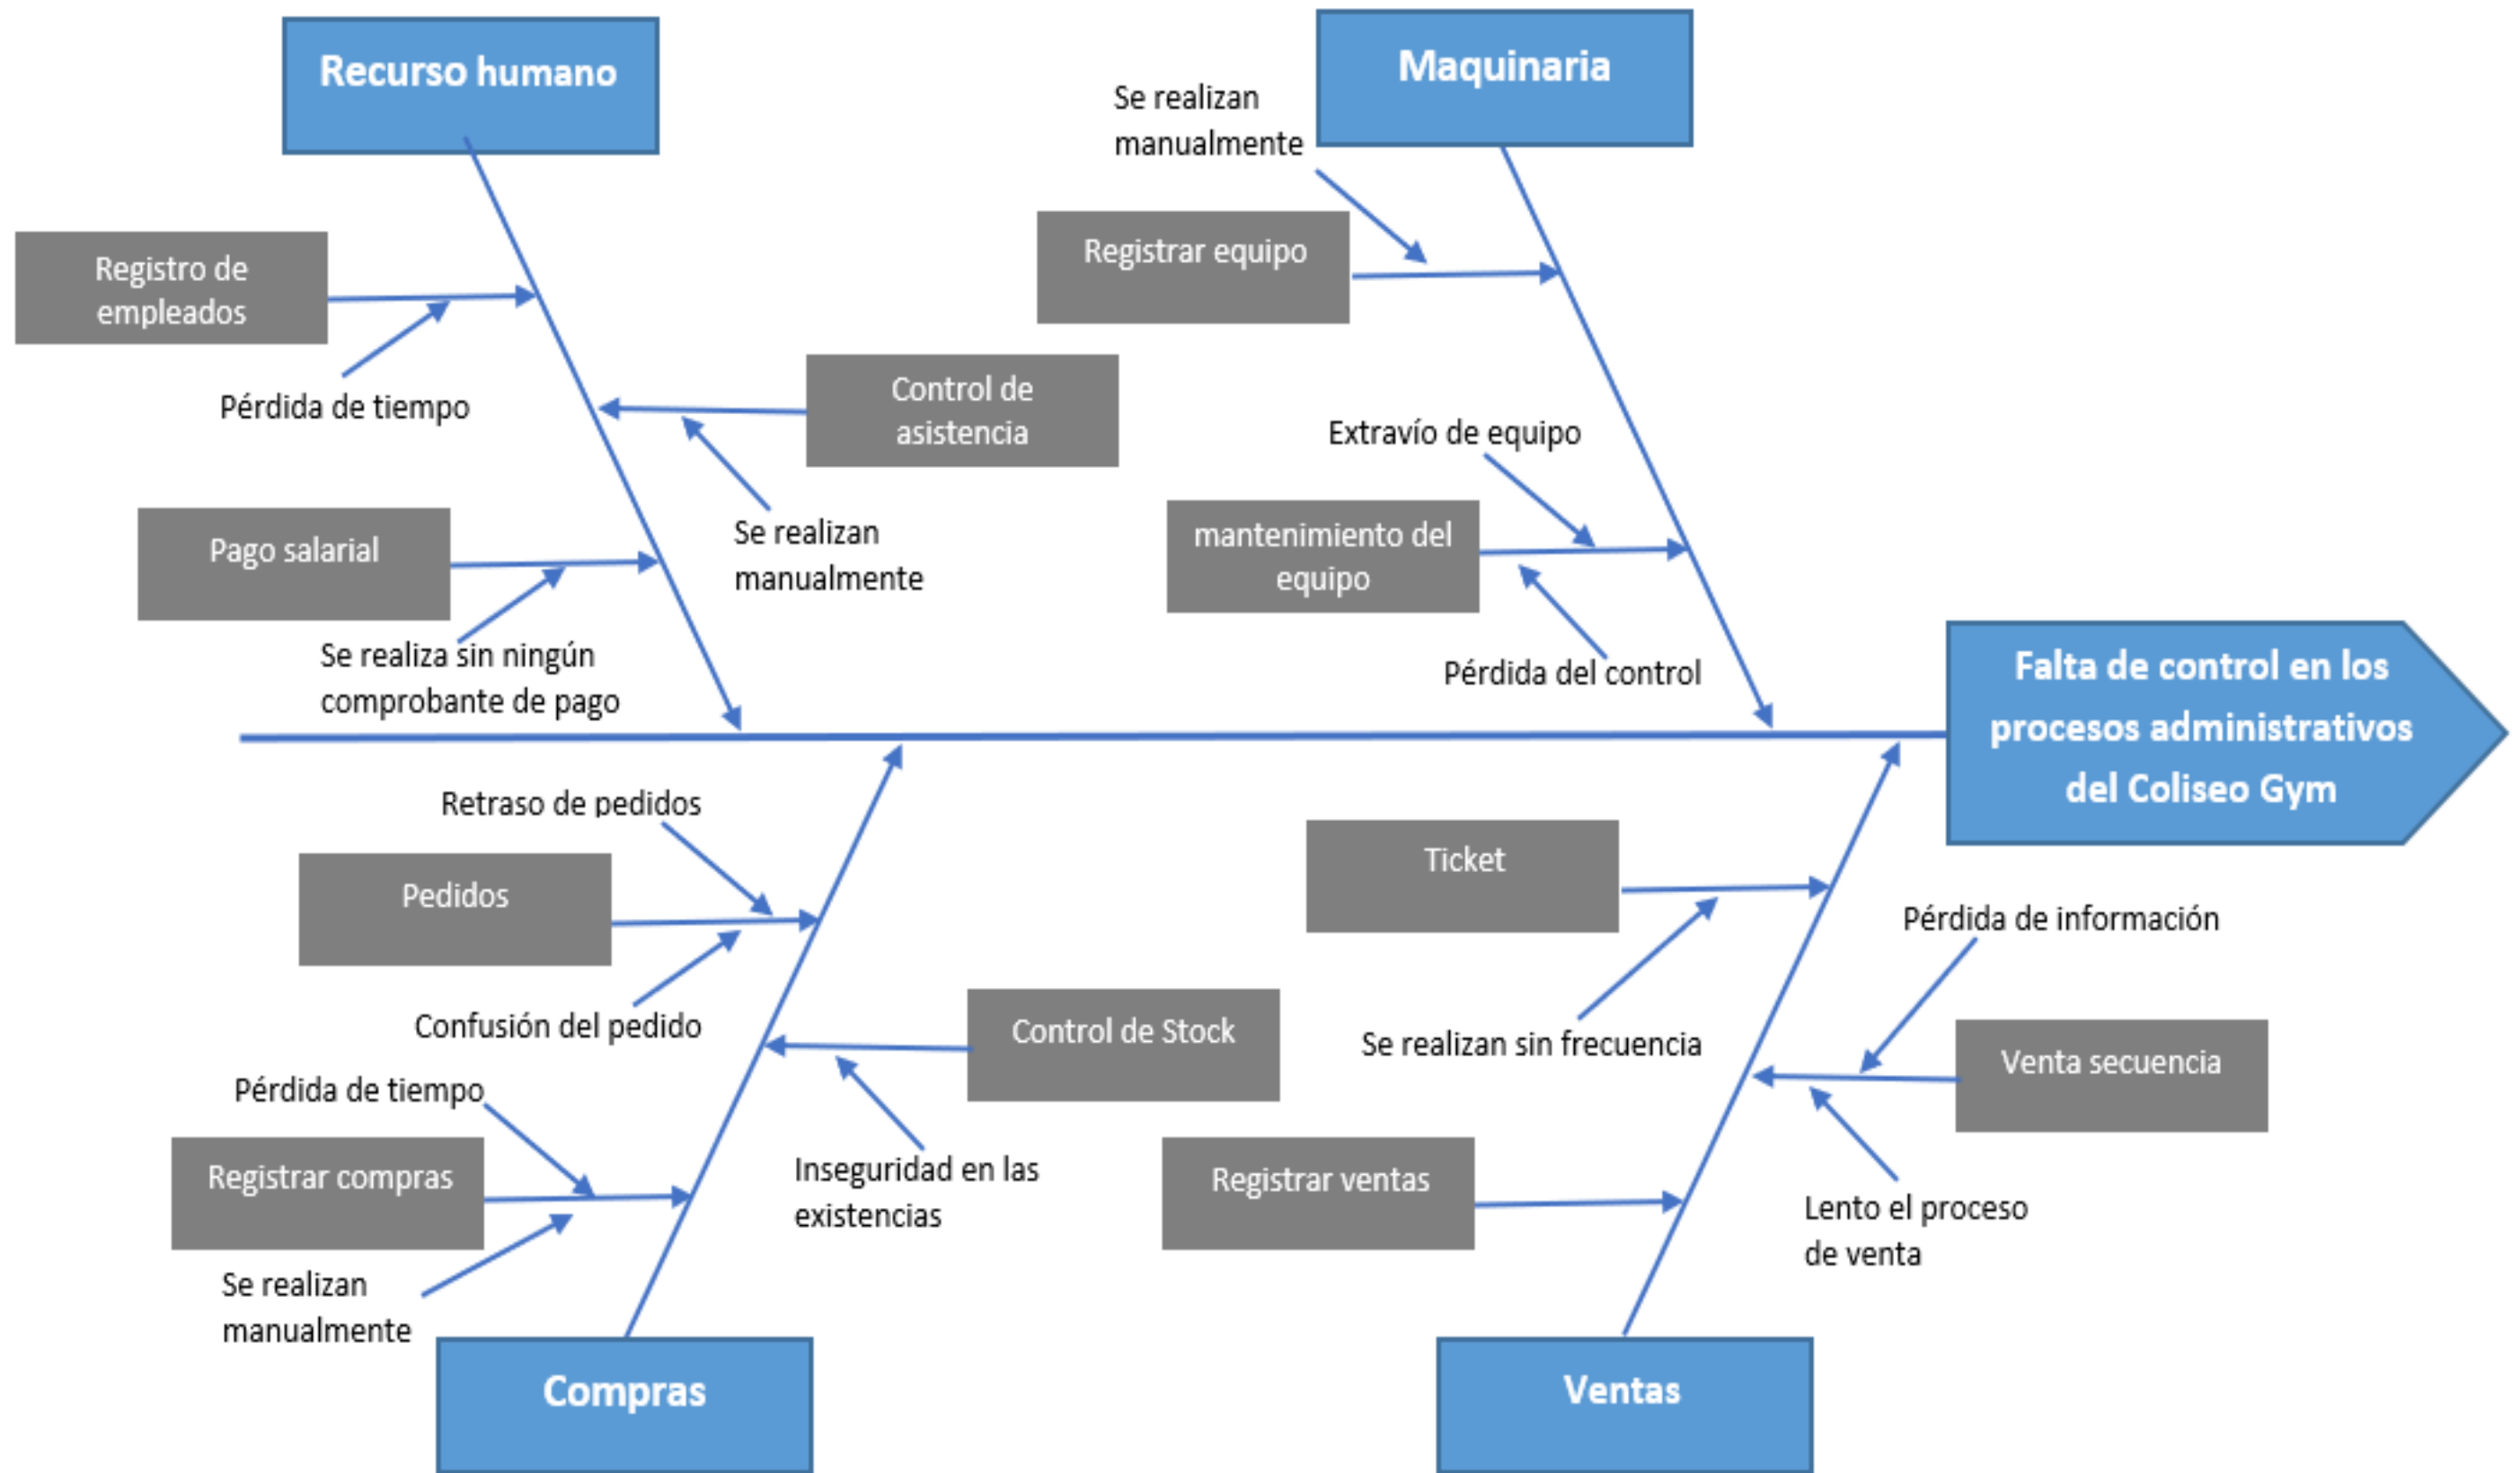 Recurso humano
Maquinaria
Se realizan
manualmente
Registrar equipo
Registro de
empleados
Pérdida de tiempo
Control de
asistencia
Extravío de equipo
Se realizan
manualmente
Pago salarial
mantenimiento del
equipo
Se realiza sin ningún
comprobante de pago
Pérdida del control
Falta de control en los
procesos administrativos
del Coliseo Gym
Retraso de pedidos
Pedidos
Confusión del pedido
Ticket
Pérdida de información
Se realizan sin frecuencia
Control de Stock
Venta secuencia
Pérdida de tiempo
Registrar compras
Inseguridad en las
existencias
Registrar ventas
Lento el proceso
de venta
Se realizan
manualmente
Compras
Ventas